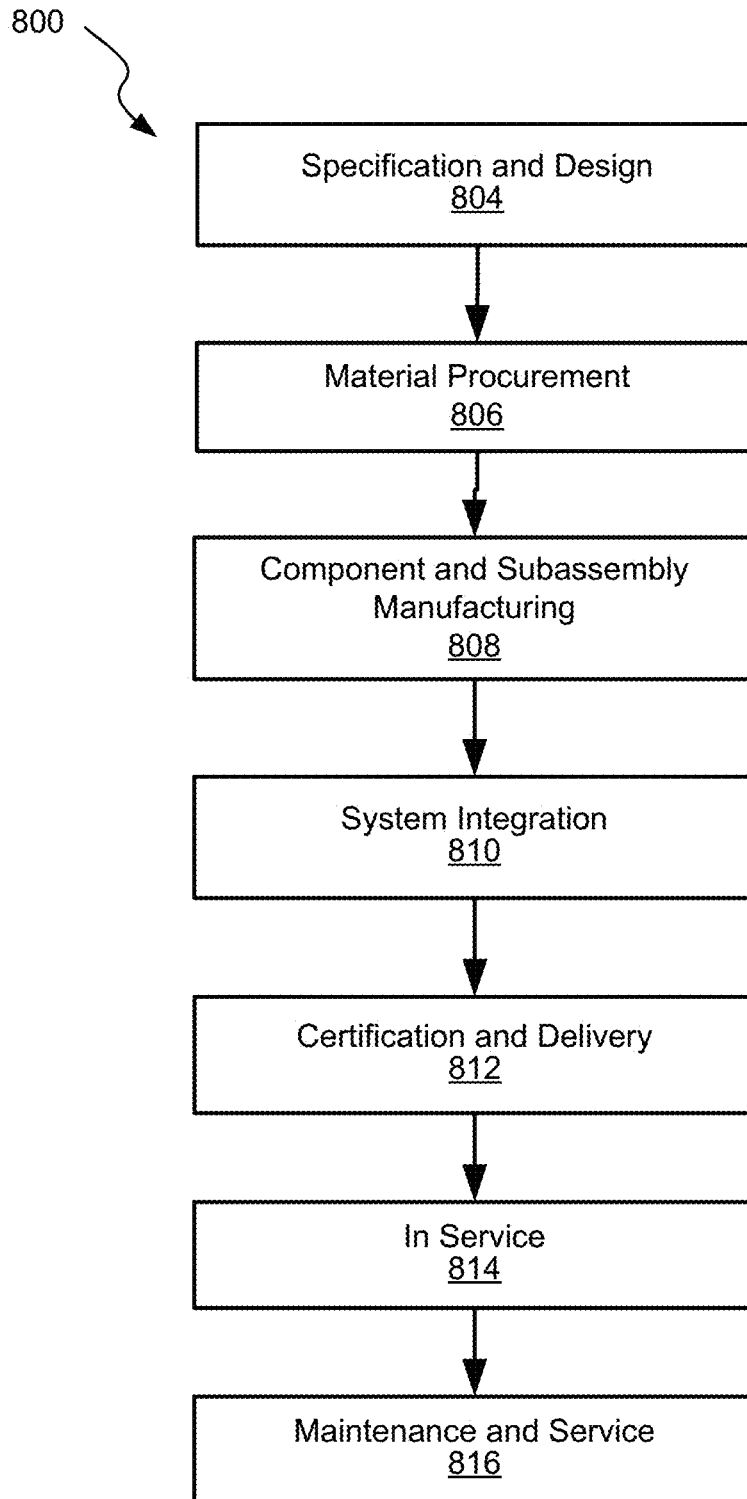 800
Specification and Design
804
Material Procurement
806
Component and Subassembly
Manufacturing
808
System Integration
810
Certification and Delivery
812
In Service
814
Maintenance and Service
816